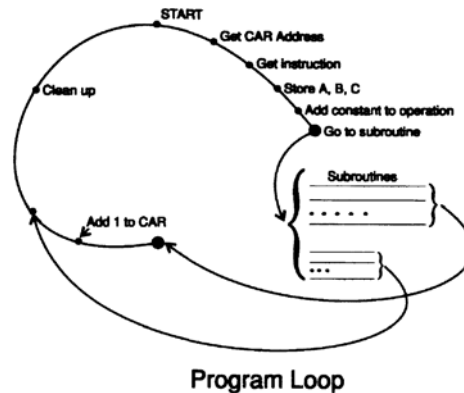 START
Get CAR Address
Get instruction
Store A, B, C
Add constant to operation
Go to subroutine
Clean up
Subroutines
Add 1 to CAR
Program Loop